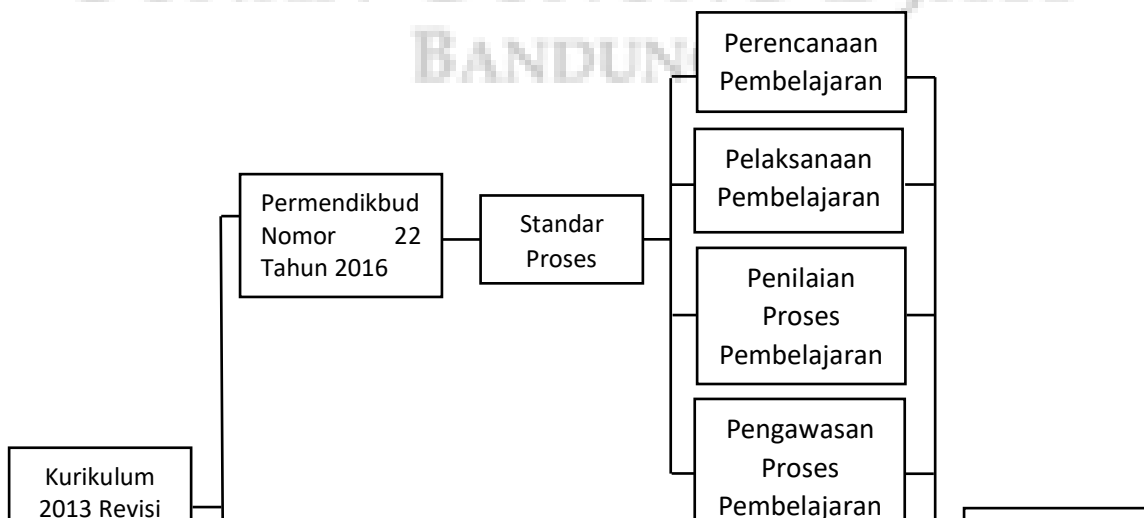 BANDUNG
Perencanaan
Pembelajaran
Pelaksanaan
Pembelajaran
Permendikbud
Nomor 22
Tahun 2016
Standar
Proses
Penilaian
Proses
Pembelajaran
Pengawasan
Proses
Pembelajaran
Kurikulum
2013 Revisi